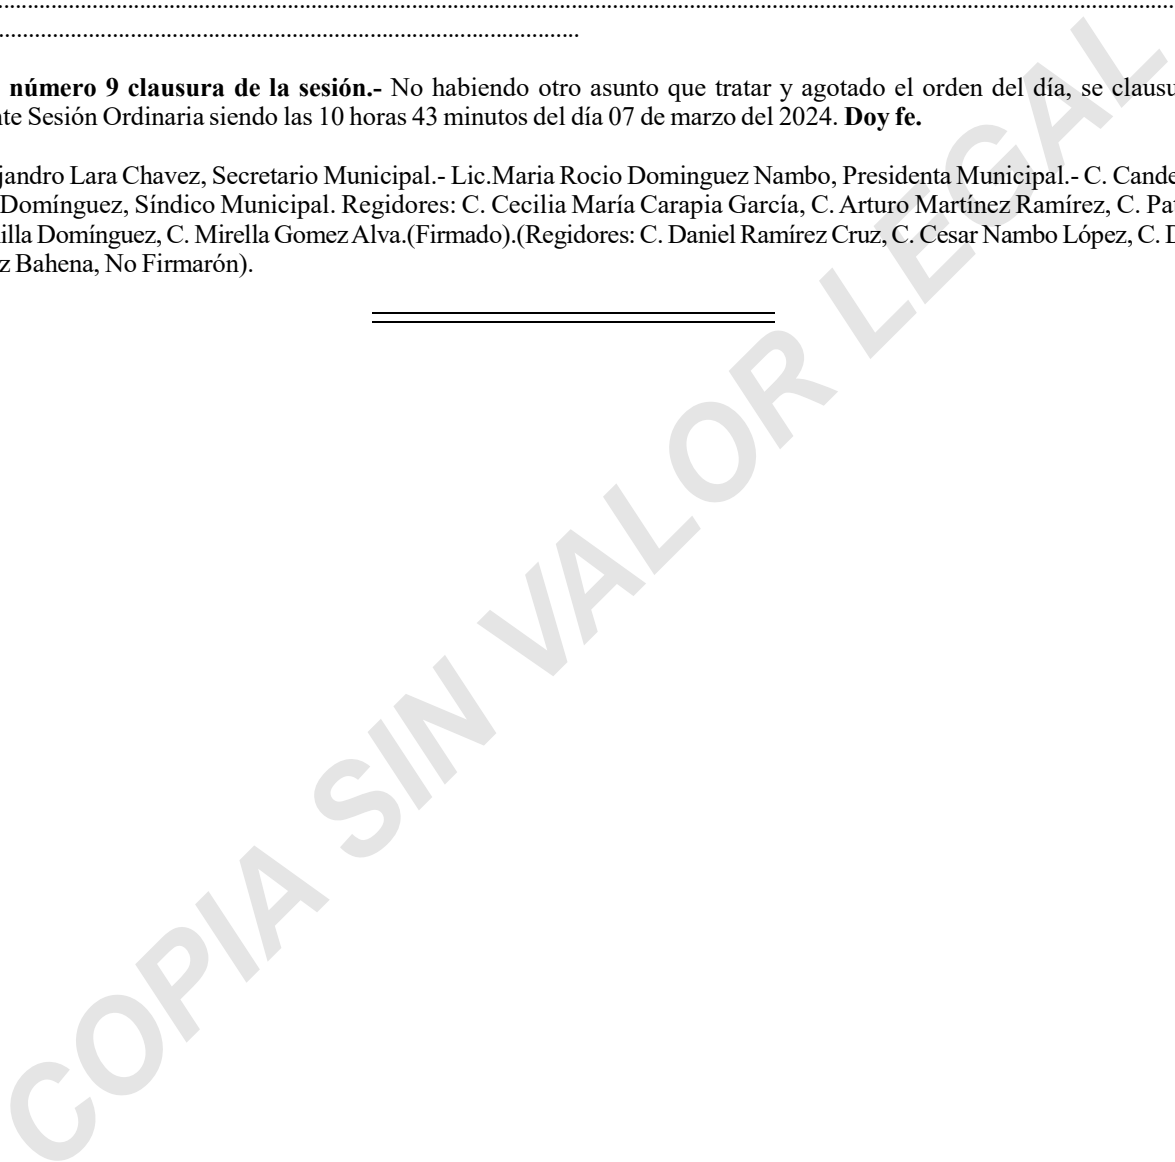 número 9 clausura de la sesión.- No habiendo otro asunto que tratar y agotado el orden del día, se clausu
te Sesión Ordinaria siendo las 10 horas 43 minutos del día 07 de marzo del 2024. Doy fe.
jandro Lara Chavez, Secretario Municipal.- Lic.Maria Rocio Dominguez Nambo, Presidenta Municipal.- C. Cande
Domínguez, Síndico Municipal. Regidores: C. Cecilia María Carapia García, C. Arturo Martínez Ramírez, C. Pa
illa Domínguez, C. Mirella Gomez Alva.(Firmado).(Regidores: C. Daniel Ramírez Cruz, C. Cesar Nambo López, C. D
z Bahena, No Firmarón).
COPIA SIN VALOR LEGAL